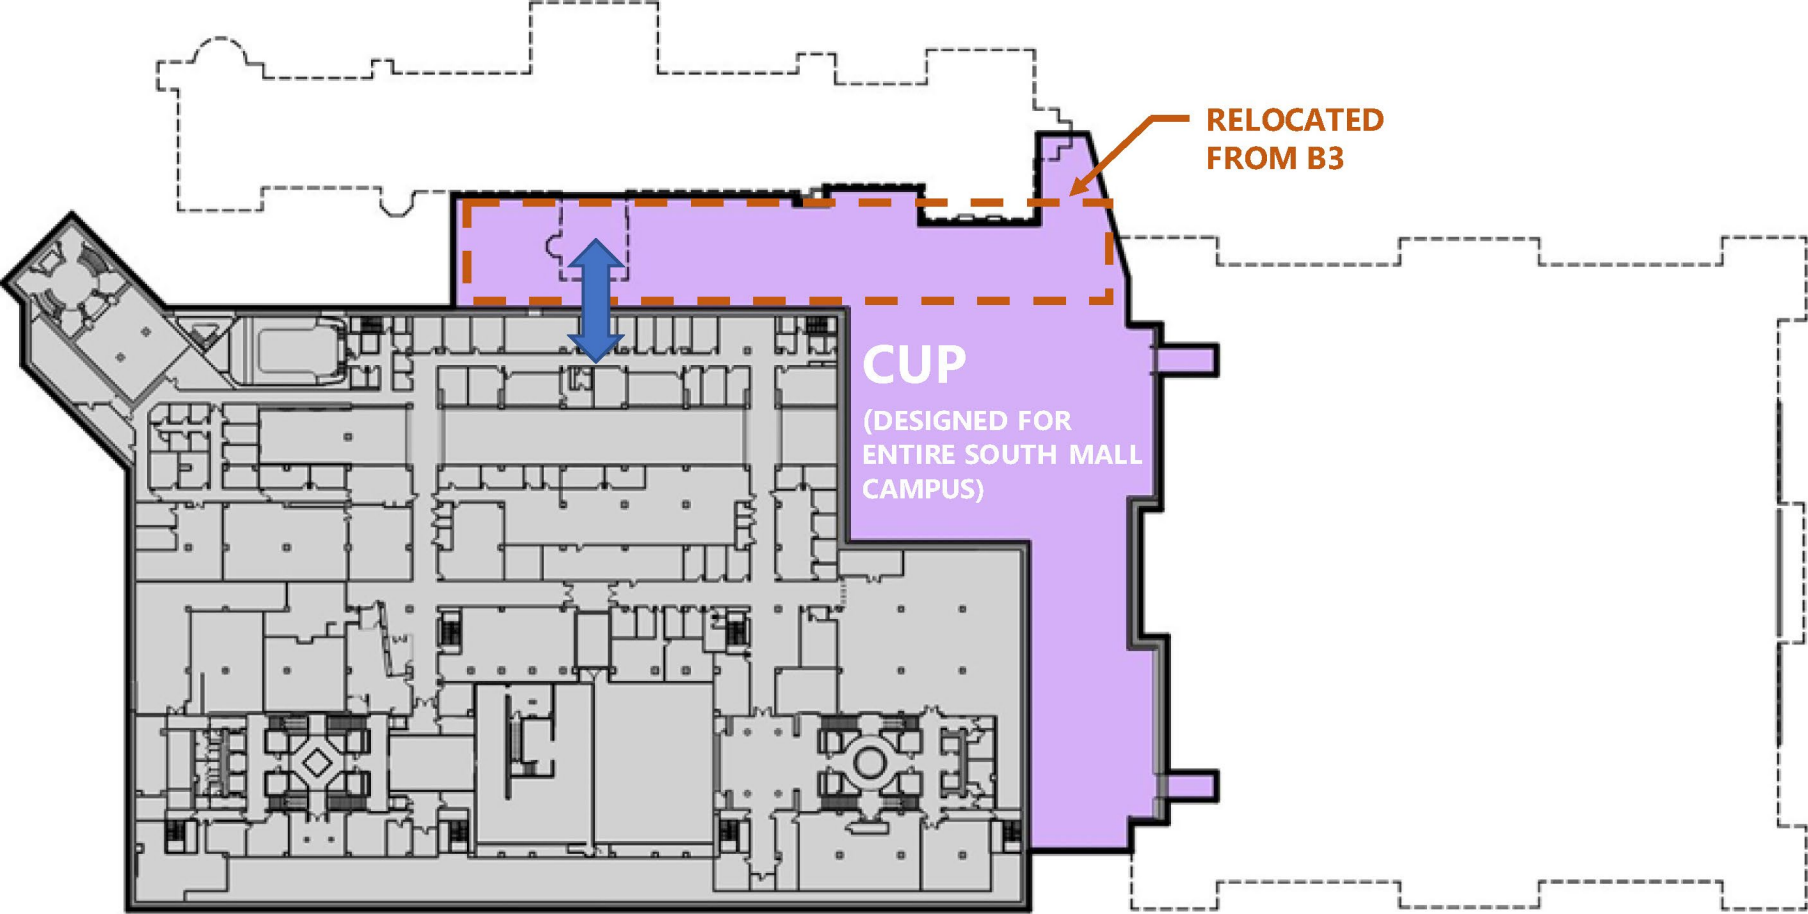 RELOCATED
FROM B3
CUP
(DESIGNED FOR
ENTIRE SOUTH MALL
CAMPUS)